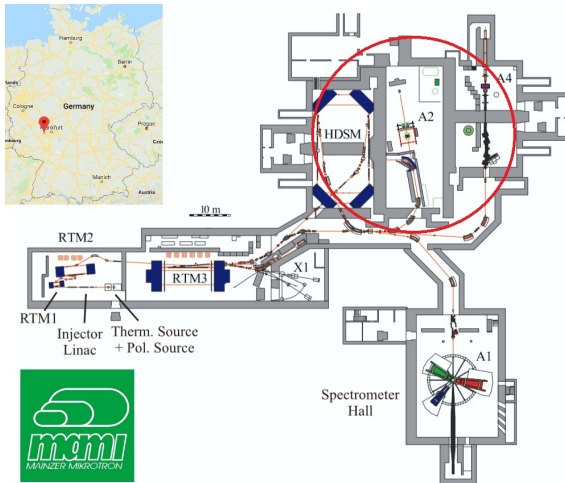 Hamburg
Berlin
Cologne
Germany
Frankfurt
Prague
Munich
Austria
HDSM
A2
A4
10 m
RTM2
RTM3
X1
RTM1
Injector
Linac
Therm. Source
+ Pol. Source
A1
Spectrometer
Hall
mami
MAINZER MIKROTRON